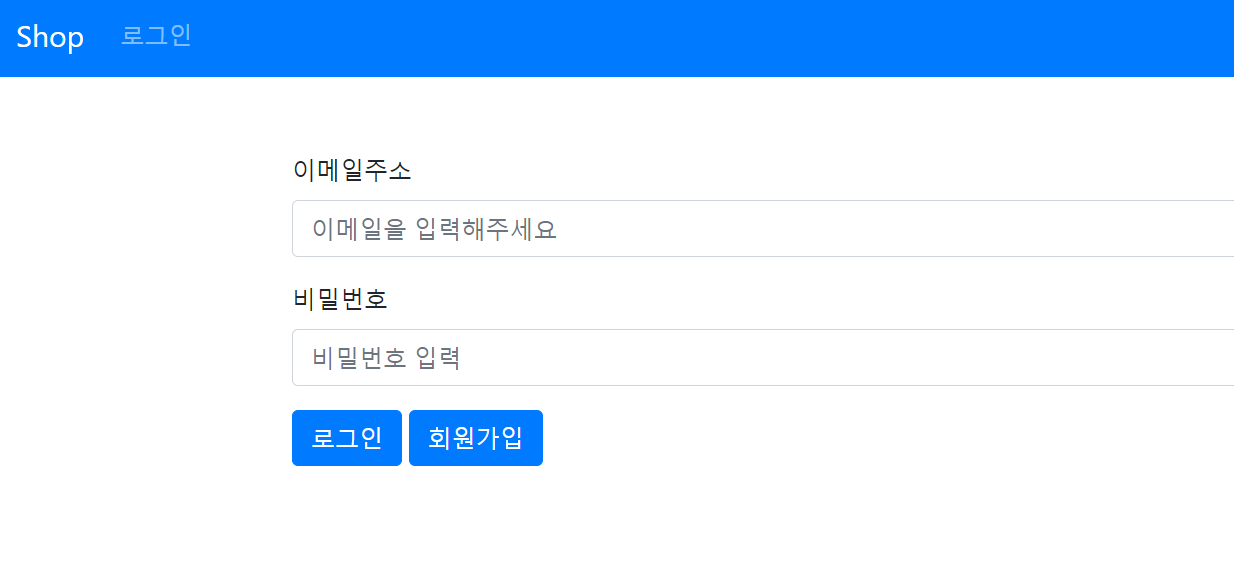 Shop 로그인
이메일주소
이메일을 입력해주세요
비밀번호
비밀번호 입력
로그인 회원가입